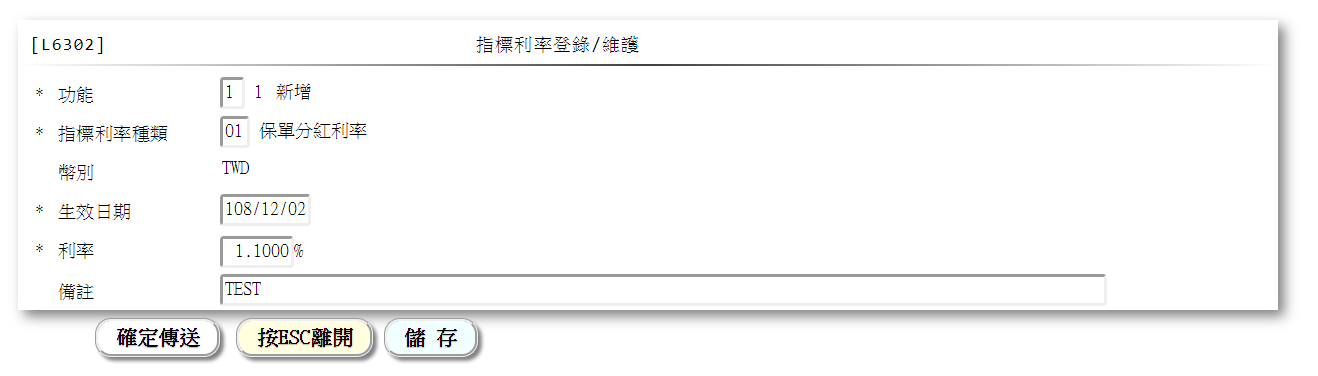 [L6302] 指標利率登錄/維護
* 功能 1 1 新增
* 指標利率種類 01 保單分紅利率
幣別 TWD
* 生效日期 108/12/02
* 利率 1.1000%
備註 TEST
確定傳送 按ESC離開 儲 存